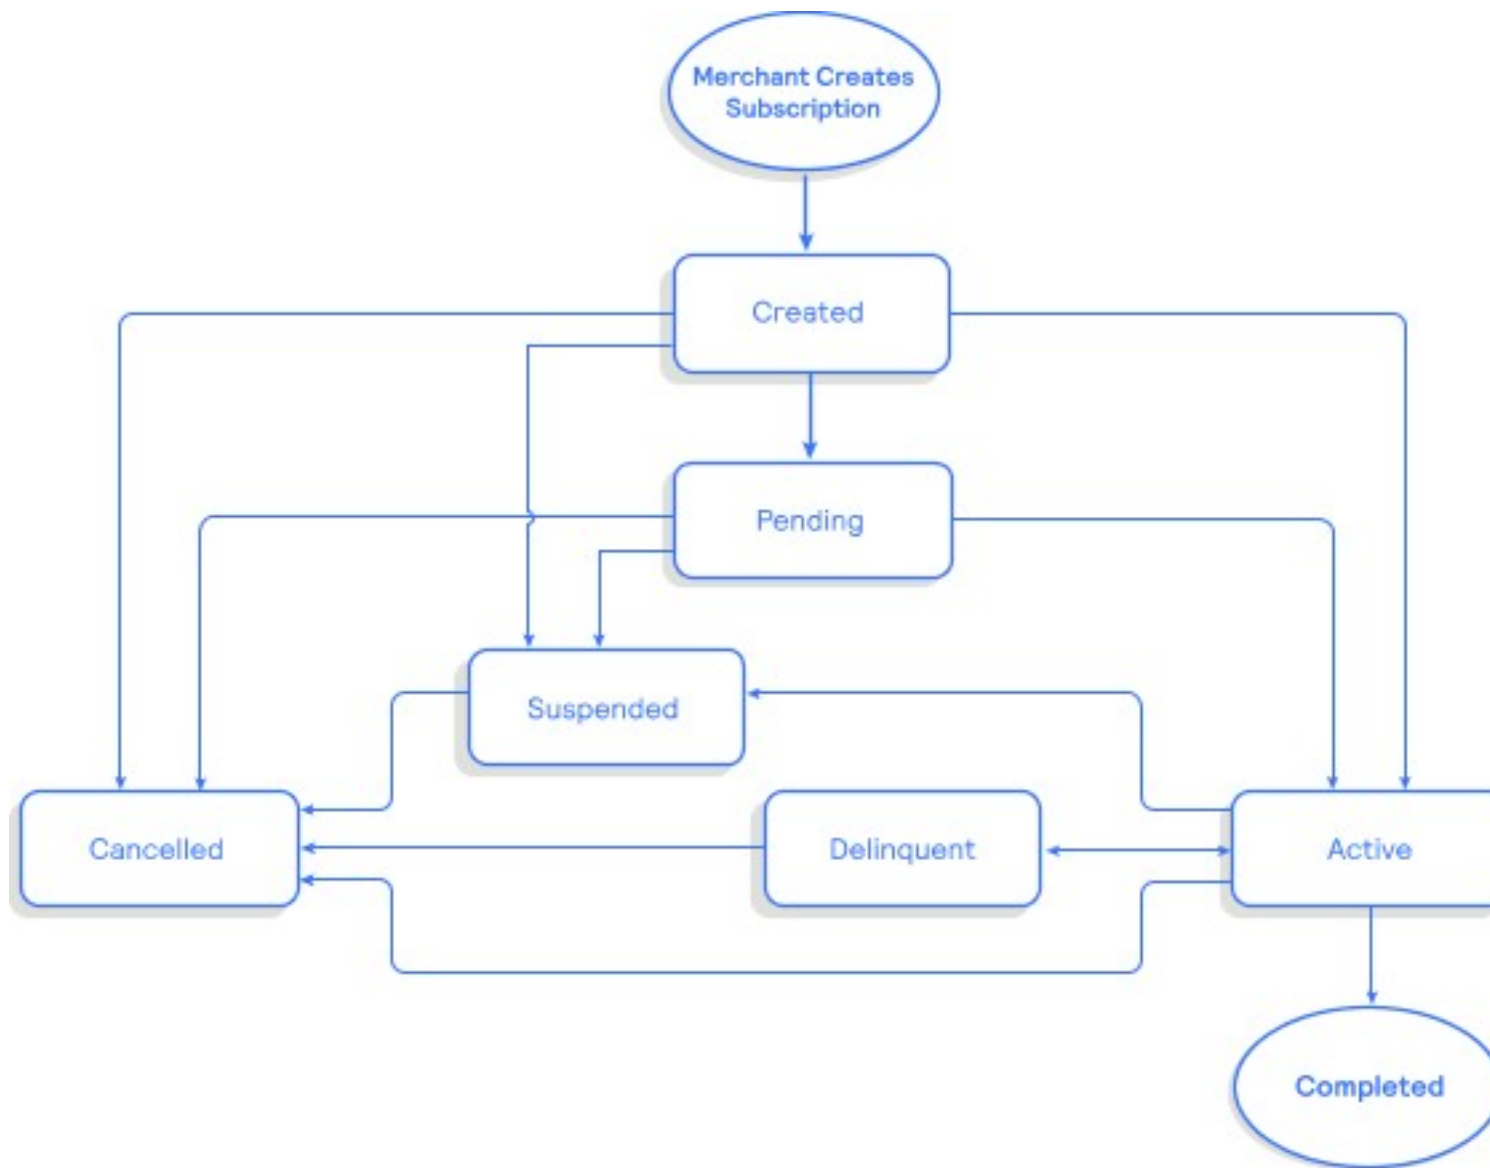 Merchant Creates
Subscription
Created
Pending
Suspended
Cancelled
Delinquent
Active
Completed